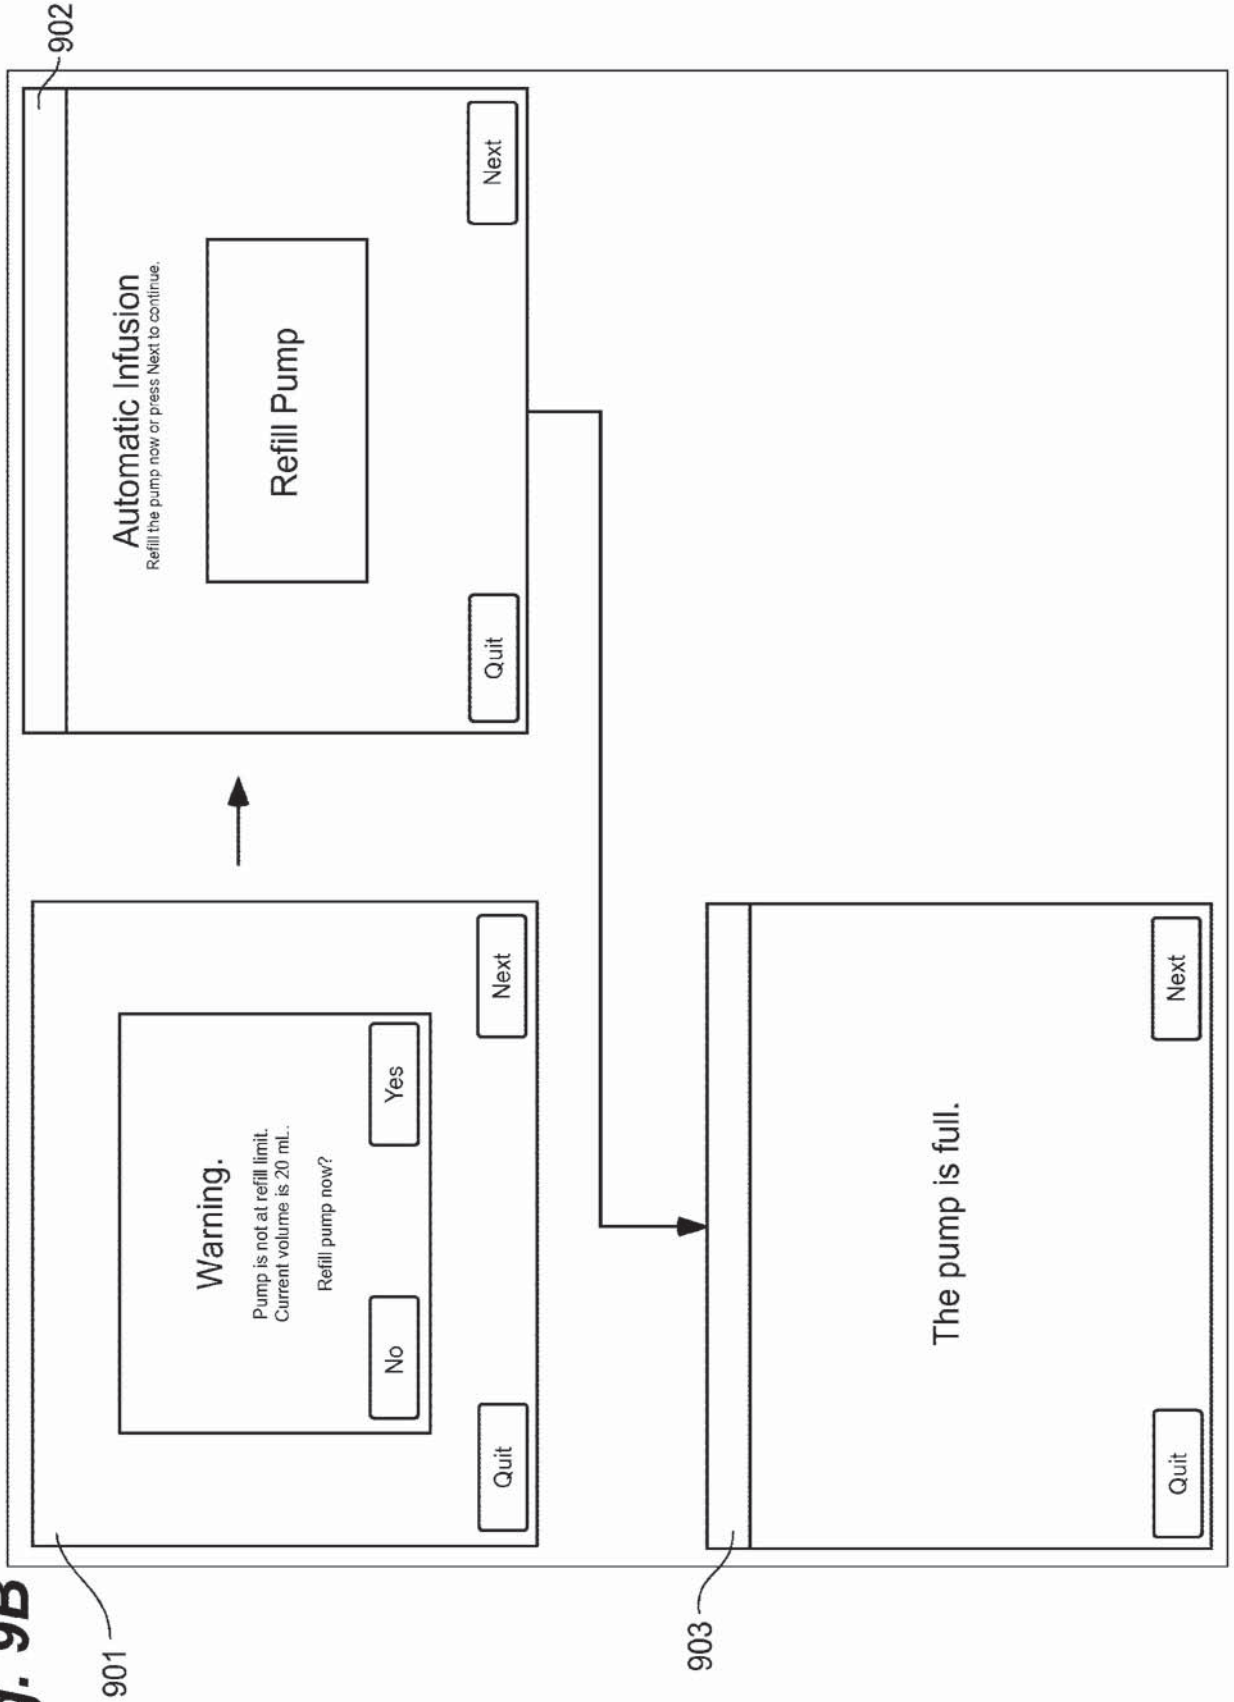 g. 9B
901
Warning.
Pump is not at refill limit.
Current volume is 20 mL.
Refill pump now?
No
Yes
Quit
Next
902
Automatic Infusion
Refill the pump now or press Next to continue.
Refill Pump
Quit
Next
903
The pump is full.
Quit
Next